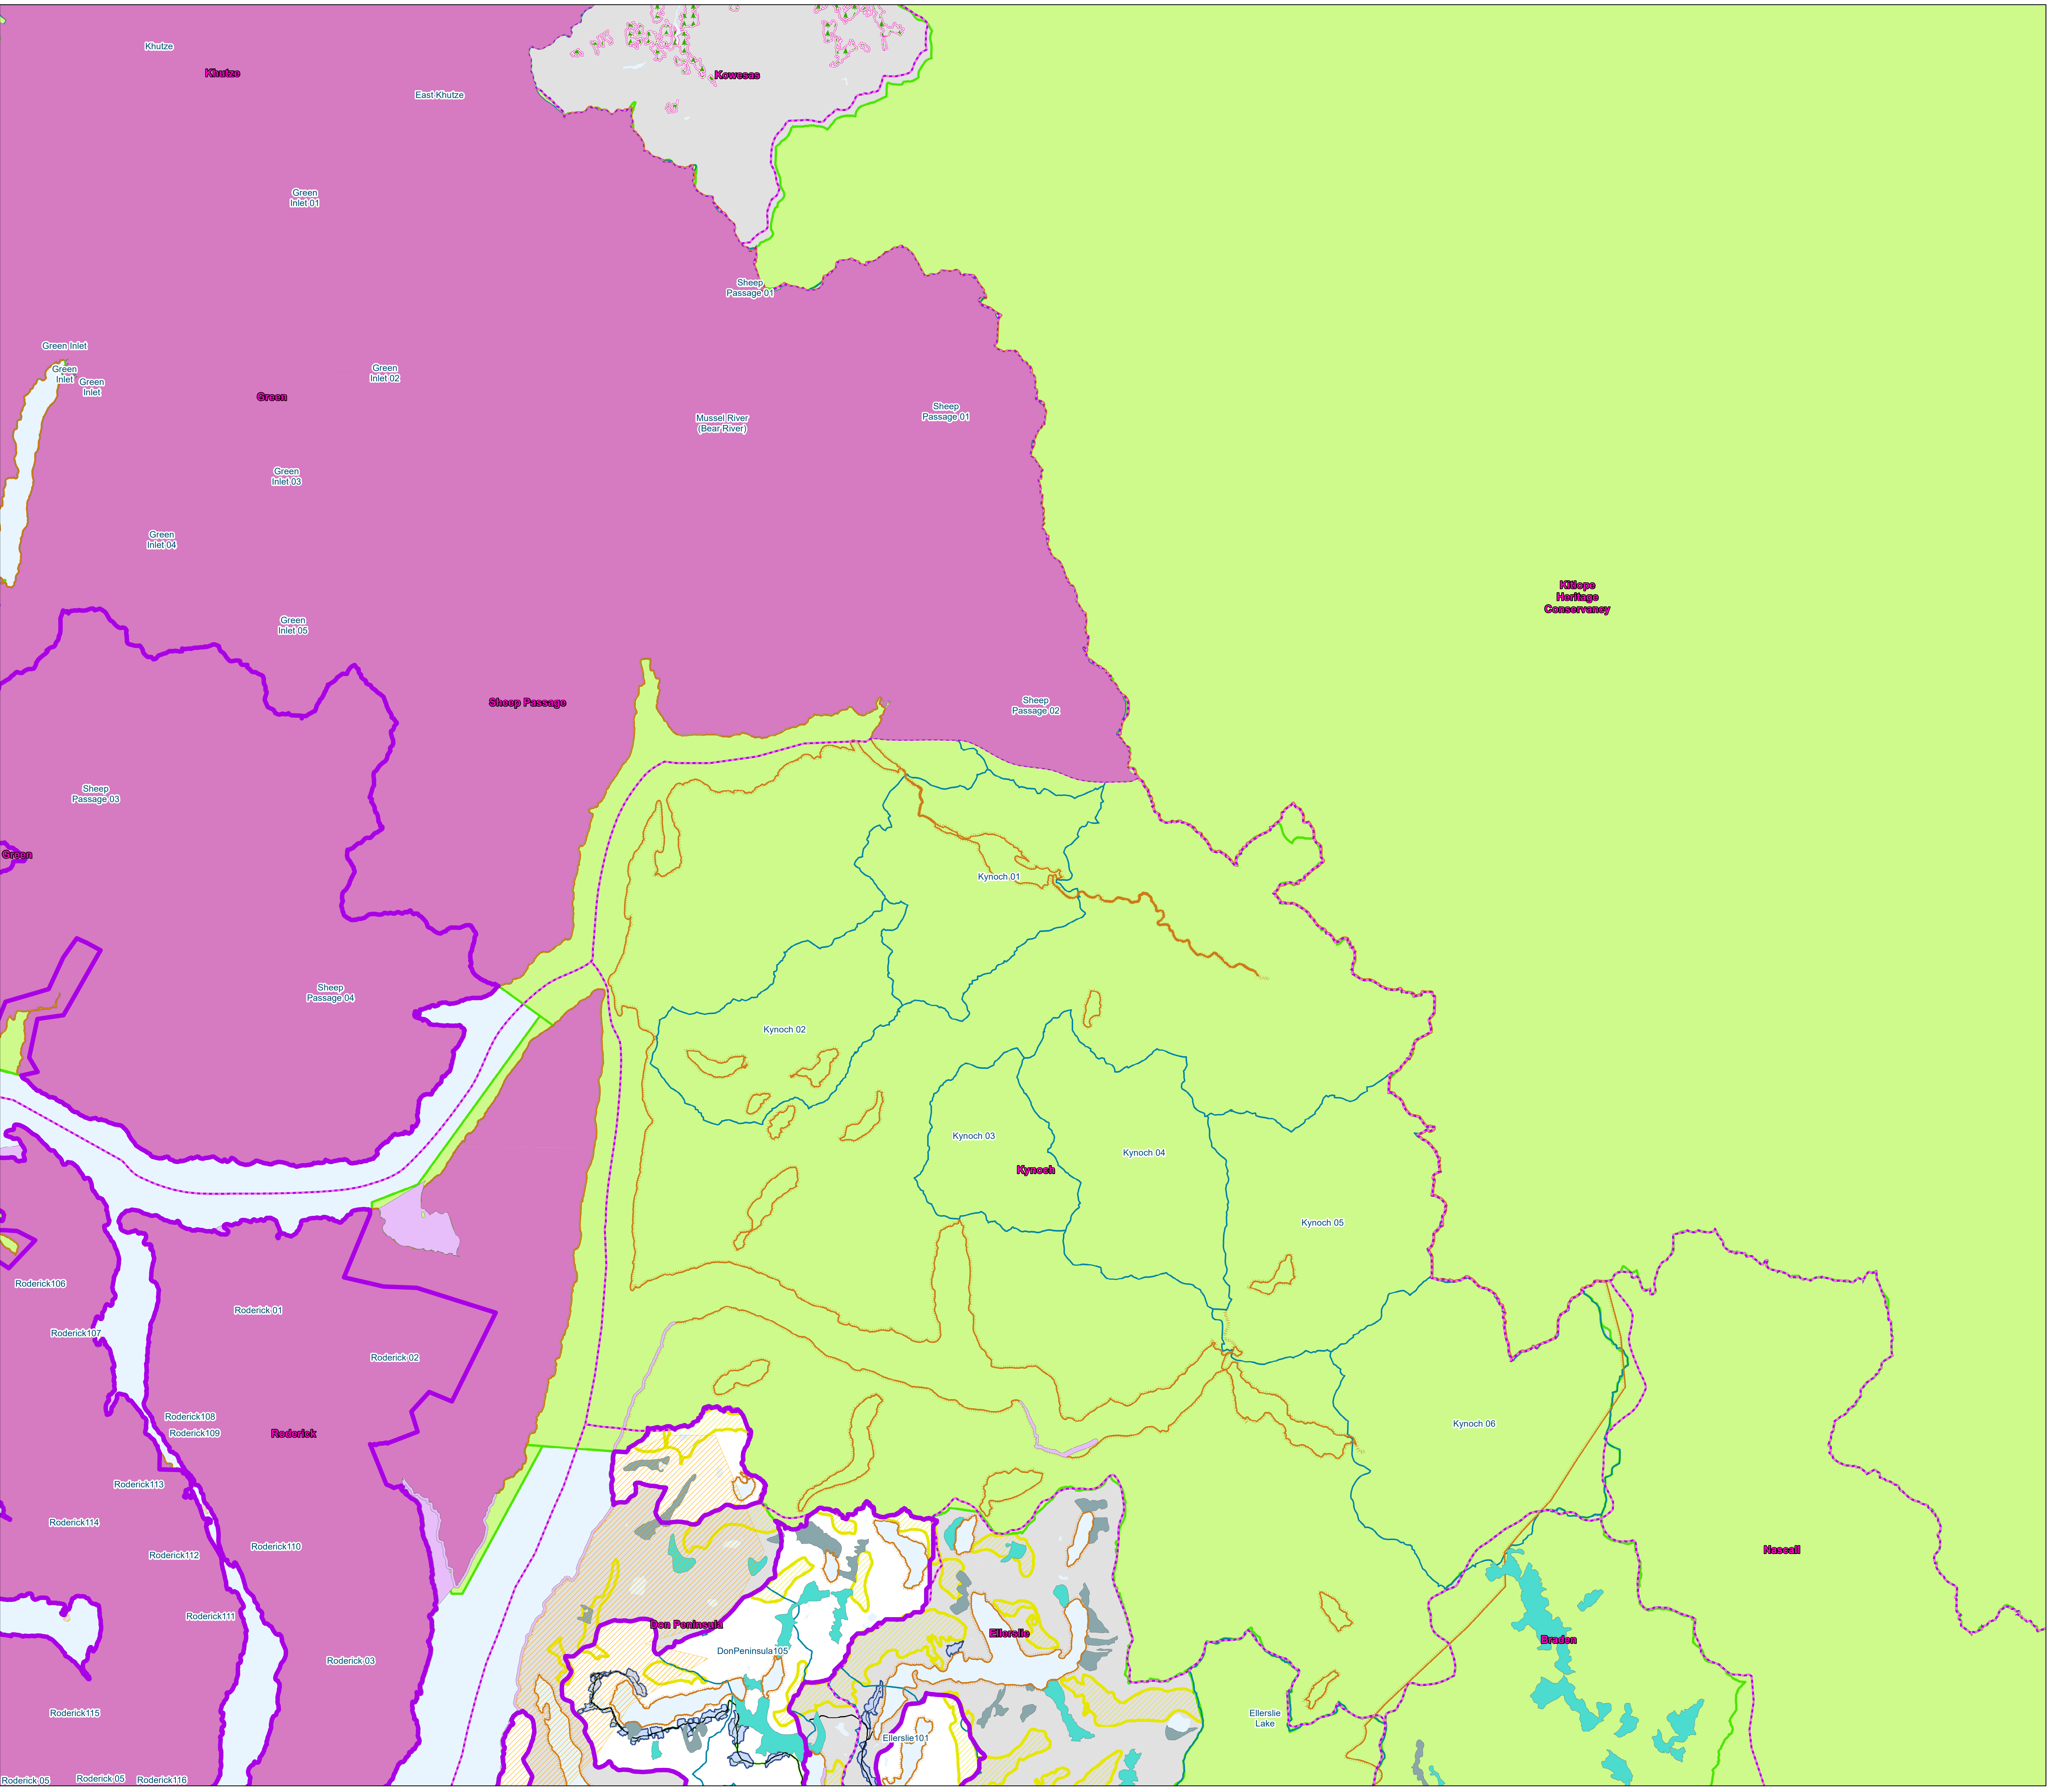 Khutze
Khutze
Kowesas
East Khutze
Green
Inlet 01
Sheep
Passage 01
Green Inlet
Green
Inlet
Green
Inlet
Green
Inlet 02
Green
Sheep
Passage 01
Mussel River
(Bear River)
Green
Inlet 03
Green
Inlet 04
Kitlope
Heritage
Conservancy
Green
Inlet 05
Sheep Passage
Sheep
Passage 02
Sheep
Passage 03
Green
Kynoch 01
Sheep
Passage 04
Kynoch 02
Kynoch 03
Kynoch 04
Kynoch
Kynoch 05
Roderick106
Roderick 01
Roderick107
Roderick 02
Roderick108
Roderick109
Roderick
Kynoch 06
Roderick113
Roderick114
Roderick110
Roderick112
Nascall
Roderick111
Don Peninsula
Ellerslie
Braden
DonPeninsula105
Roderick 03
Roderick115
Ellerslie
Lake
Ellerslie101
Roderick 05
Roderick 05
Roderick116